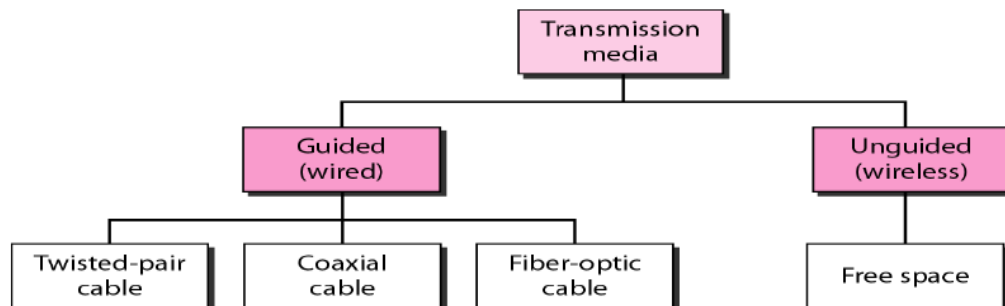 Transmission
media
Guided
(wired)
Unguided
(wireless)
Twisted-pair
cable
Coaxial
cable
Fiber-optic
cable
Free space